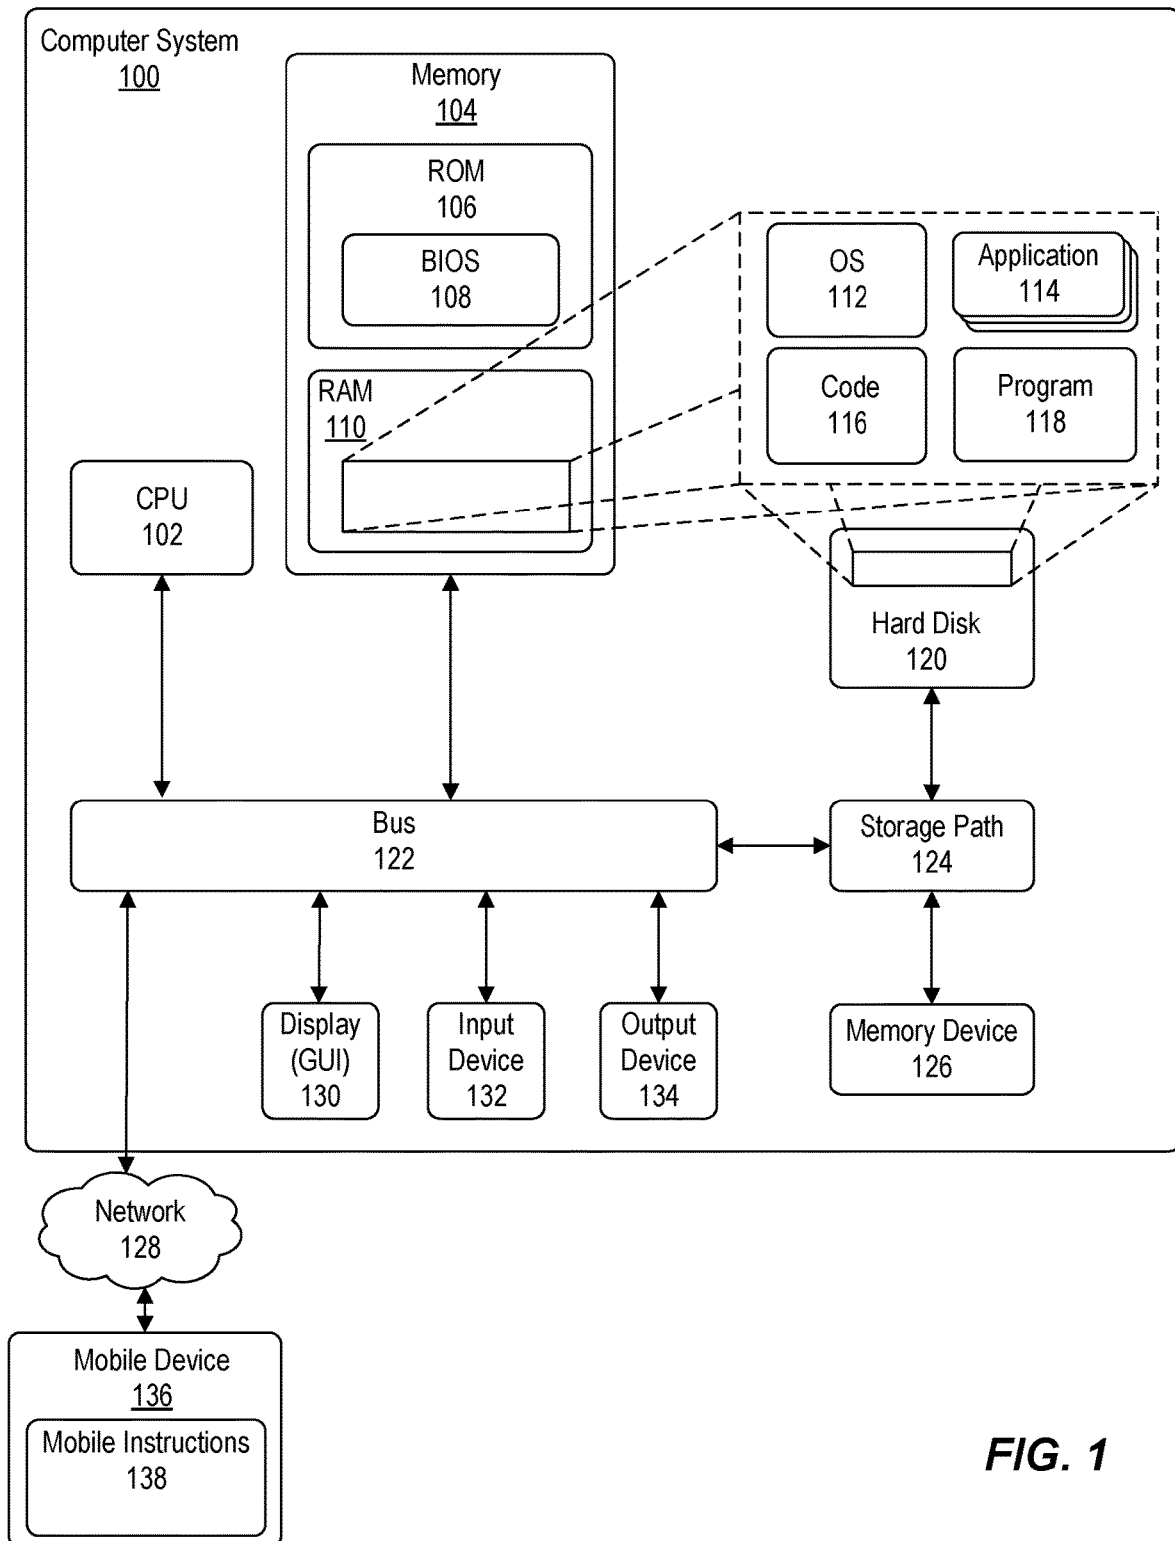 Computer System
100
Memory
104
ROM
106
BIOS
108
RAM
110
OS
112
Application
114
Code
116
Program
118
CPU
102
Hard Disk
120
Bus
122
Storage Path
124
Display
(GUI)
130
Input
Device
132
Output
Device
134
Memory Device
126
Network
128
Mobile Device
136
Mobile Instructions
138
FIG. 1